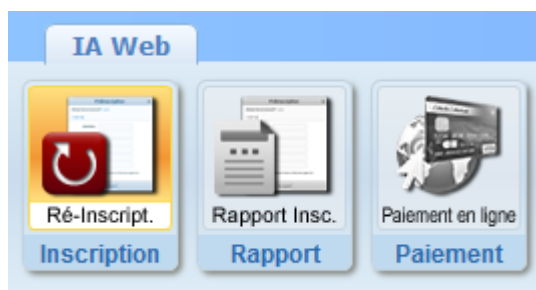 IA Web
Ré-Inscript.
Inscription
Rapport Insc.
Rapport
Paiement en ligne
Paiement